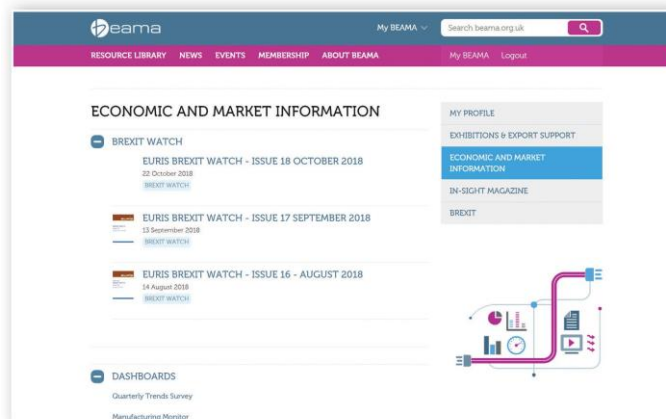 beama
My BEAMA
Search beama.org.uk
RESOURCE LIBRARY NEWS EVENTS MEMBERSHIP ABOUT BEAMA
My BEAMA Logout
ECONOMIC AND MARKET INFORMATION
BREXIT WATCH
EURIS BREXIT WATCH - ISSUE 18 OCTOBER 2018
22 October 2018
BREXIT WATCH
EURIS BREXIT WATCH - ISSUE 17 SEPTEMBER 2018
13 September 2018
BREXIT WATCH
EURIS BREXIT WATCH - ISSUE 16 - AUGUST 2018
14 August 2018
BREXIT WATCH
DASHBOARDS
Quarterly Trends Survey
Manufacturing Monitor
MY PROFILE
EXHIBITIONS & EXPORT SUPPORT
ECONOMIC AND MARKET
INFORMATION
IN-SIGHT MAGAZINE
BREXIT